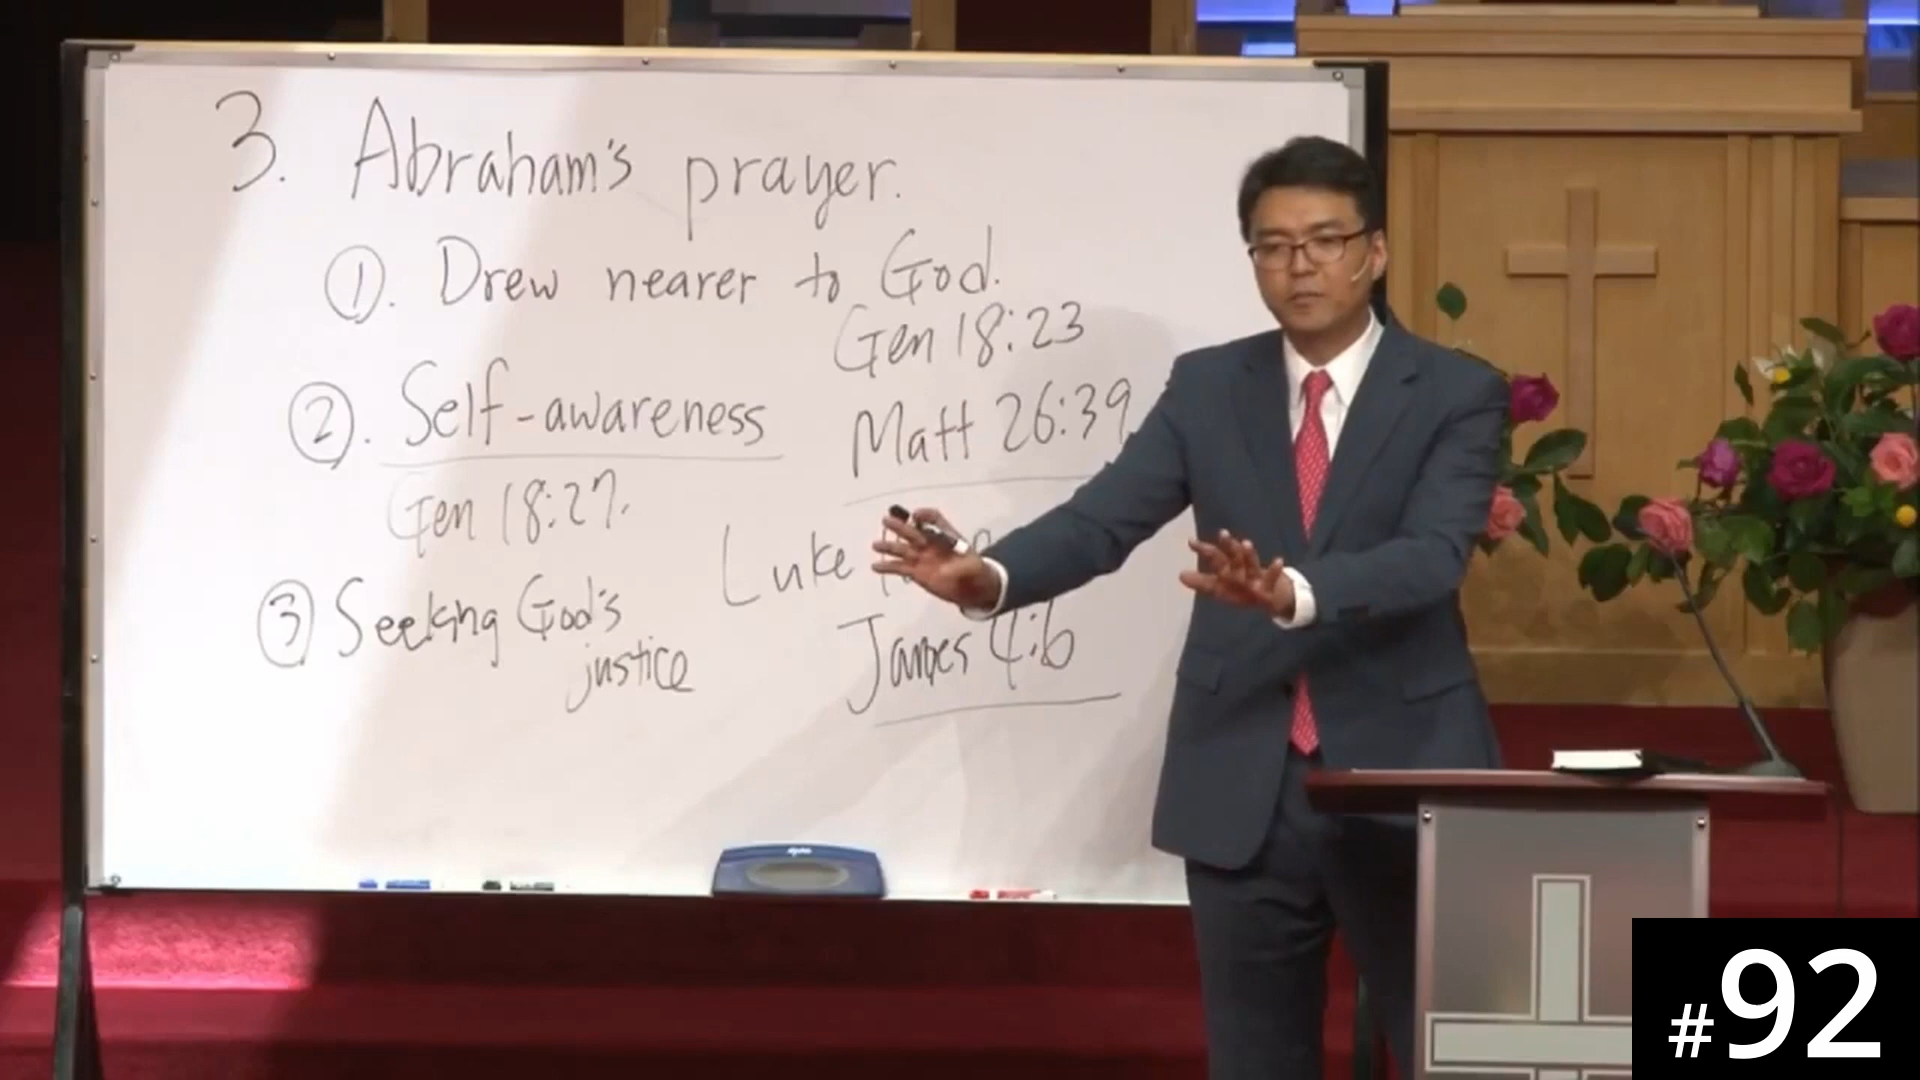 3. Abraham's prayer.
①. Drew nearer to God.
Gen 18:23
②. Self-awareness
Matt 26:39
Gen 18:27.
Luke
③ Seeking God's
justice
James 4:6
#92